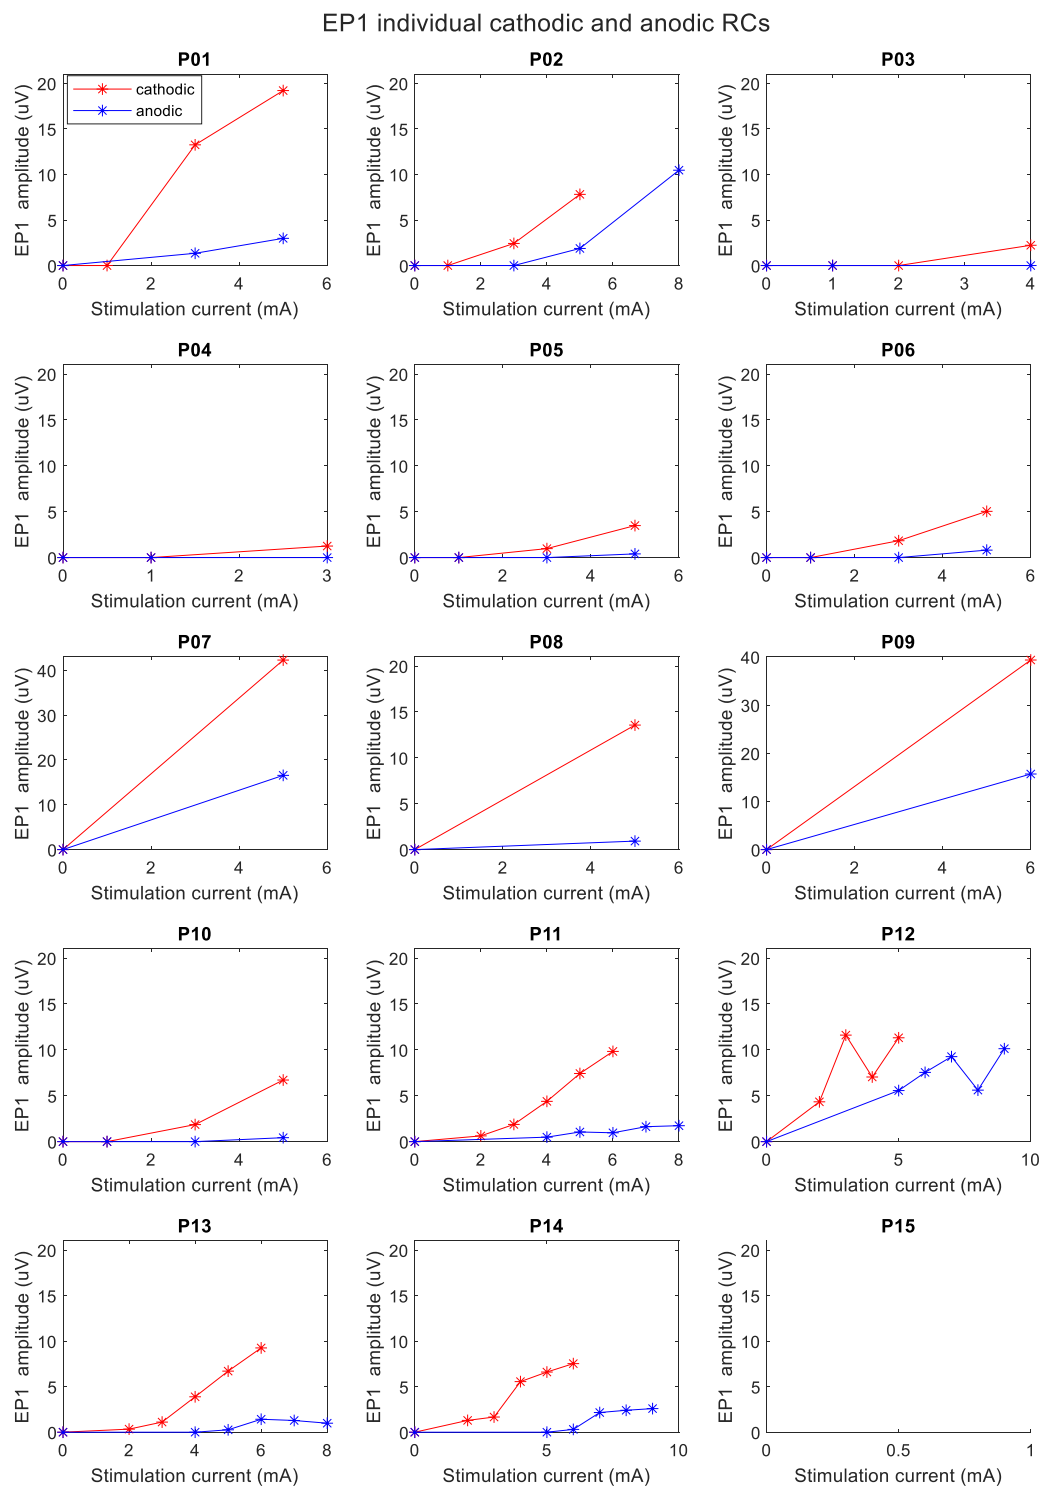 EP1 individual cathodic and anodic RCs
P01
P02
P03
cathodic
anodic
EP1 amplitude (uV)
20
15
10
5
0
0 2 4 6
Stimulation current (mA)
EP1 amplitude (uV)
20
15
10
5
0
0 2 4 6 8
Stimulation current (mA)
EP1 amplitude (uV)
20
15
10
5
0
0 1 2 3 4
Stimulation current (mA)
P04
P05
P06
EP1 amplitude (uV)
20
15
10
5
0
0 1 2 3
Stimulation current (mA)
EP1 amplitude (uV)
20
15
10
5
0
0 2 4 6
Stimulation current (mA)
EP1 amplitude (uV)
20
15
10
5
0
0 2 4 6
Stimulation current (mA)
P07
P08
P09
EP1 amplitude (uV)
40
30
20
10
0
0 2 4 6
Stimulation current (mA)
EP1 amplitude (uV)
20
15
10
5
0
0 2 4 6
Stimulation current (mA)
EP1 amplitude (uV)
40
30
20
10
0
0 2 4 6
Stimulation current (mA)
P10
P11
P12
EP1 amplitude (uV)
20
15
10
5
0
0 2 4 6
Stimulation current (mA)
EP1 amplitude (uV)
20
15
10
5
0
0 2 4 6 8
Stimulation current (mA)
EP1 amplitude (uV)
20
15
10
5
0
0 5 10
Stimulation current (mA)
P13
P14
P15
EP1 amplitude (uV)
20
15
10
5
0
0 2 4 6 8
Stimulation current (mA)
EP1 amplitude (uV)
20
15
10
5
0
0 5 10
Stimulation current (mA)
EP1 amplitude (uV)
20
15
10
5
0
0 0.5 1
Stimulation current (mA)